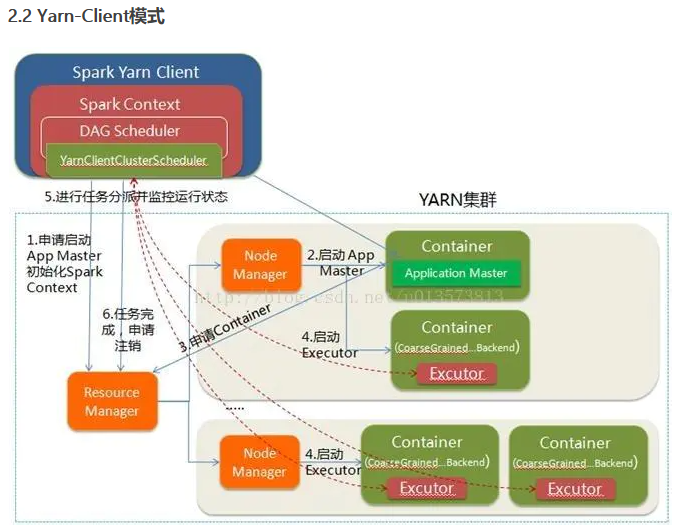 2.2 Yarn-Client模式
Spark Yarn Client
Spark Context
DAG Scheduler
YarnClientClusterScheduler
5.进行任务分派并监控运行状态
YARN集群
1.申请启动
App Master
初始化Spark
Context
6.任务完
成，申请
注销
3.申请Container
Resource
Manager
Node
Manager
2.启动 App
Master
Container
Application Master
http://blog.csdn.net/u013573813
4.启动
Executor
Container
(CoarseGrained...Backend)
Excutor
.....
Node
Manager
4.启动
Executor
Container
(CoarseGrained...Backend)
Excutor
Container
(CoarseGrained...Backend)
Excutor